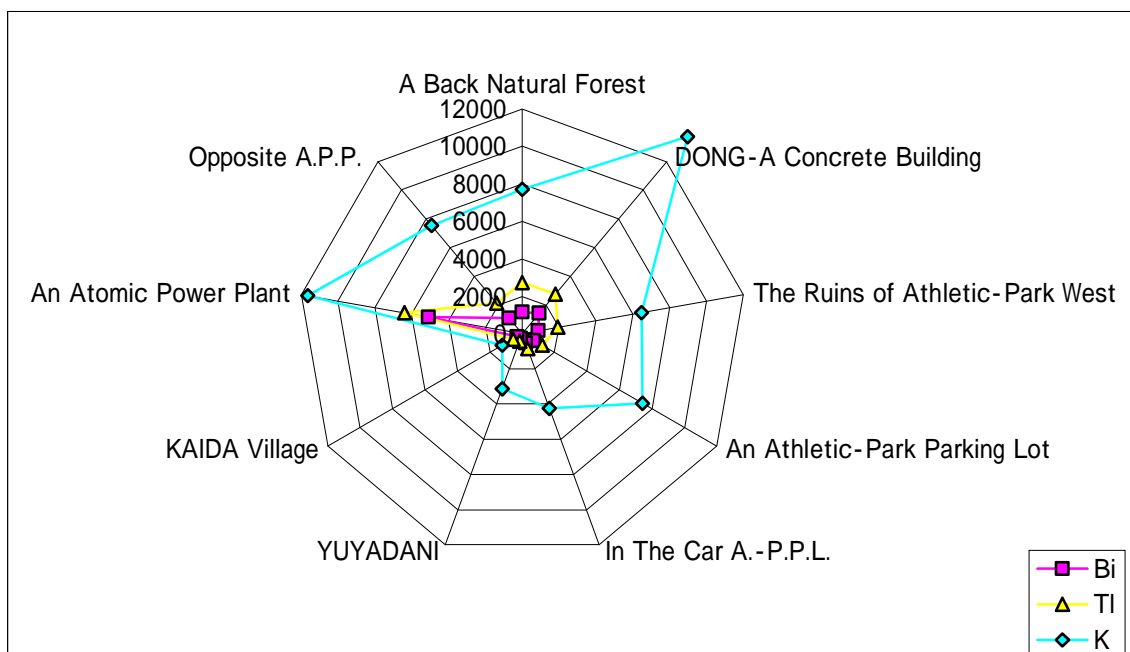 A Back Natural Forest
12000
10000
8000
6000
4000
2000
0
DONG-A Concrete Building
The Ruins of Athletic-Park West
An Athletic-Park Parking Lot
In The Car A.-P.P.L.
YUYADANI
KAIDA Village
An Atomic Power Plant
Opposite A.P.P.
Bi
Tl
K